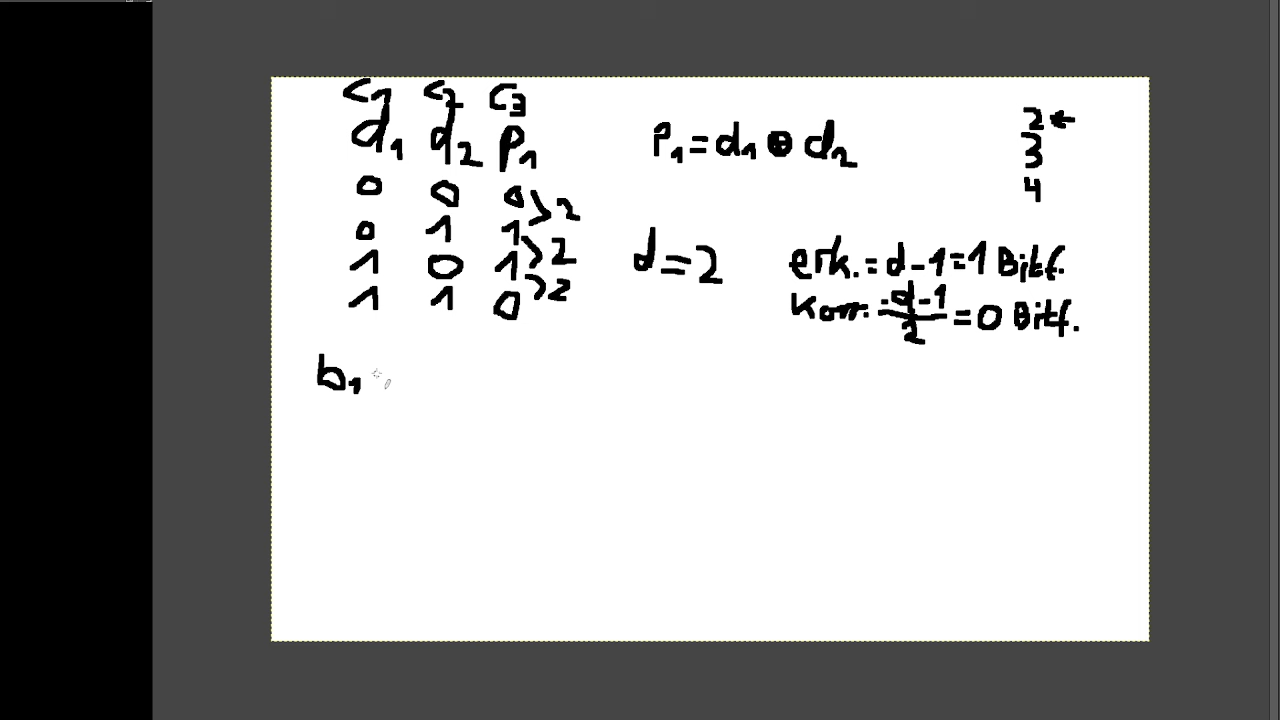 c1 c2 c3
d1 d2 p1
P1 = d1 ⊕ d2
2 ←
3
4
0 0 0
>2
0 1 1
>2
1 0 1
>2
1 1 0
d = 2
erk. = d - 1 = 1 Bitf.
Korr. = d - 1 / 2 = 0 Bitf.
b1